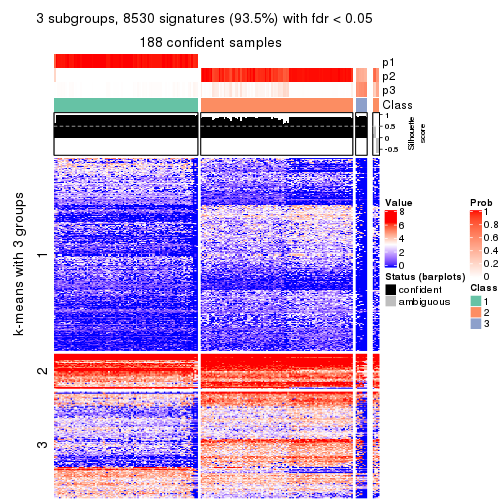 3 subgroups, 8530 signatures (93.5%) with fdr < 0.05
188 confident samples
p1
p2
p3
Class
1
0.5
0
-0.5
Silhouette
score
k-means with 3 groups
1
2
3
Value
8
6
4
2
0
Status (barplots)
confident
ambiguous
Prob
1
0.8
0.6
0.4
0.2
0
Class
1
2
3